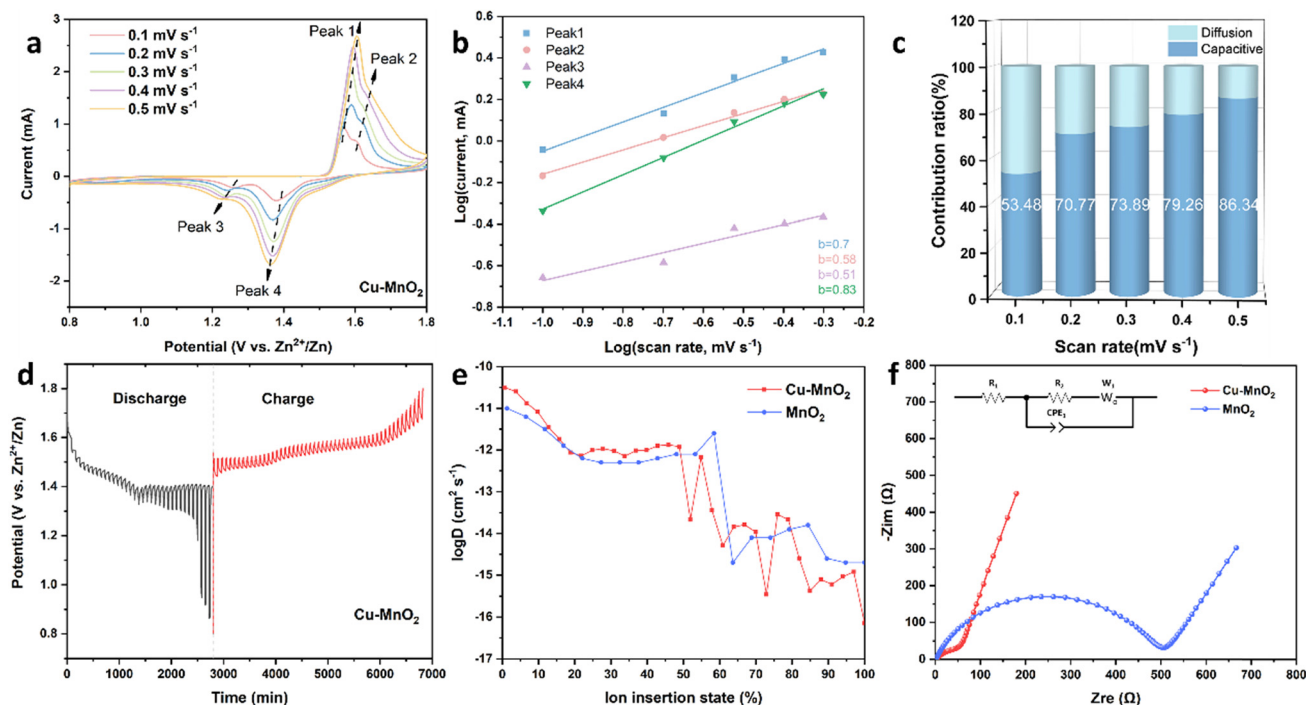 a
0.1 mV s⁻¹
0.2 mV s⁻¹
0.3 mV s⁻¹
0.4 mV s⁻¹
0.5 mV s⁻¹
Peak 1
Peak 2
Peak 3
Peak 4
Cu-MnO₂
3
2
1
0
-1
-2
0.8 1.0 1.2 1.4 1.6 1.8
Current (mA)
Potential (V vs. Zn²⁺/Zn)
b
Peak1
Peak2
Peak3
Peak4
b=0.7
b=0.58
b=0.51
b=0.83
0.6
0.4
0.2
0.0
-0.2
-0.4
-0.6
-0.8
-1.1 -1.0 -0.9 -0.8 -0.7 -0.6 -0.5 -0.4 -0.3 -0.2
Log(current, mA)
Log(scan rate, mV s⁻¹)
c
Diffusion
Capacitive
120
100
80
60
40
20
0
53.48 70.77 73.89 79.26 86.34
0.1 0.2 0.3 0.4 0.5
Contribution ratio(%)
Scan rate(mV s⁻¹)
d
Discharge
Charge
Cu-MnO₂
1.8
1.6
1.4
1.2
1.0
0.8
0 1000 2000 3000 4000 5000 6000 7000
Potential (V vs. Zn²⁺/Zn)
Time (min)
e
Cu-MnO₂
MnO₂
-10
-11
-12
-13
-14
-15
-16
-17
0 10 20 30 40 50 60 70 80 90 100
logD (cm² s⁻¹)
Ion insertion state (%)
f
R₁
R₂
W₁
W₀
CPE₁
Cu-MnO₂
MnO₂
800
700
600
500
400
300
200
100
0
0 100 200 300 400 500 600 700 800
-Zim (Ω)
Zre (Ω)